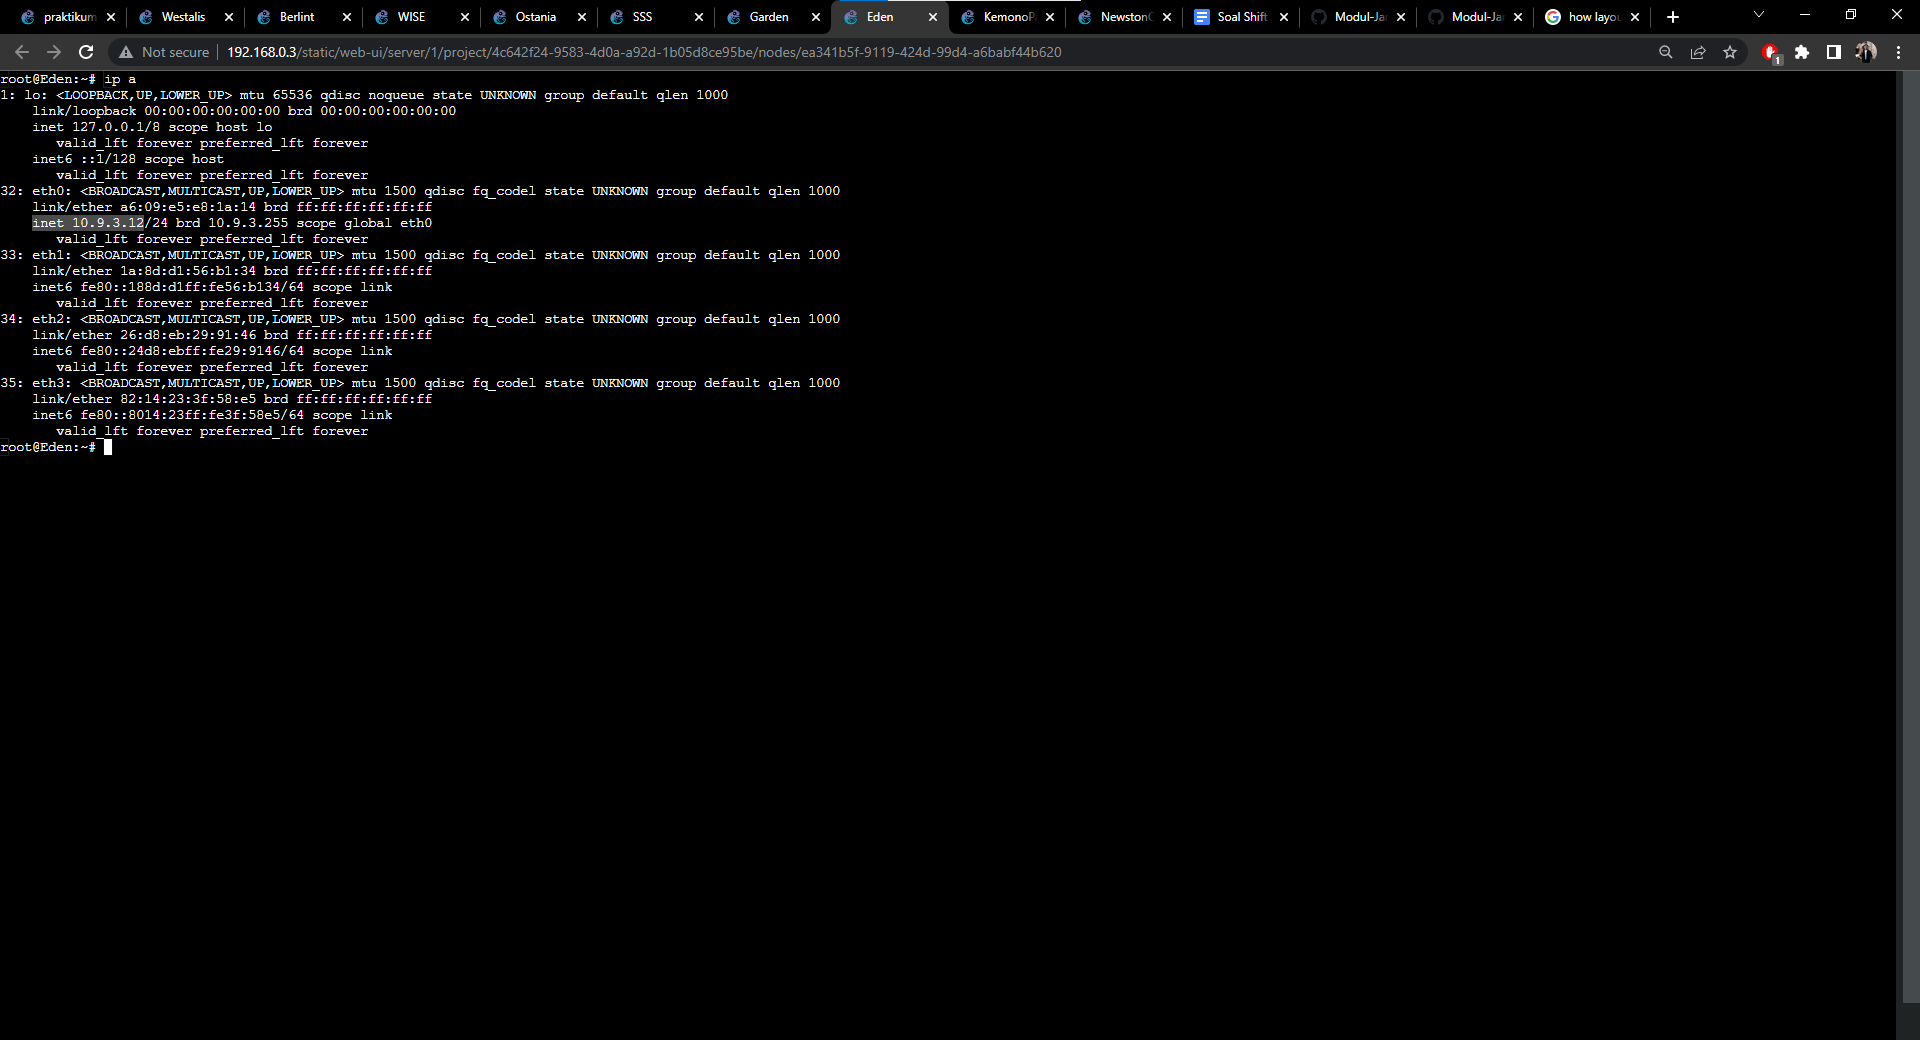 praktikum Westalis Berlint WISE Ostania SSS Garden Eden KemonoPa NewstonC Soal Shift Modul-Jar Modul-Jar how layou
Not secure 192.168.0.3/static/web-ui/server/1/project/4c642f24-9583-4d0a-a92d-1b05d8ce95be/nodes/ea341b5f-9119-424d-99d4-a6babf44b620 1
root@Eden:~# ip a
1: lo: <LOOPBACK,UP,LOWER_UP> mtu 65536 qdisc noqueue state UNKNOWN group default qlen 1000
link/loopback 00:00:00:00:00:00 brd 00:00:00:00:00:00
inet 127.0.0.1/8 scope host lo
valid_lft forever preferred_lft forever
inet6 ::1/128 scope host
valid_lft forever preferred_lft forever
32: eth0: <BROADCAST,MULTICAST,UP,LOWER_UP> mtu 1500 qdisc fq_codel state UNKNOWN group default qlen 1000
link/ether a6:09:e5:e8:1a:14 brd ff:ff:ff:ff:ff:ff
inet 10.9.3.12/24 brd 10.9.3.255 scope global eth0
valid_lft forever preferred_lft forever
33: eth1: <BROADCAST,MULTICAST,UP,LOWER_UP> mtu 1500 qdisc fq_codel state UNKNOWN group default qlen 1000
link/ether 1a:8d:d1:56:b1:34 brd ff:ff:ff:ff:ff:ff
inet6 fe80::188d:d1ff:fe56:b134/64 scope link
valid_lft forever preferred_lft forever
34: eth2: <BROADCAST,MULTICAST,UP,LOWER_UP> mtu 1500 qdisc fq_codel state UNKNOWN group default qlen 1000
link/ether 26:d8:eb:29:91:46 brd ff:ff:ff:ff:ff:ff
inet6 fe80::24d8:ebff:fe29:9146/64 scope link
valid_lft forever preferred_lft forever
35: eth3: <BROADCAST,MULTICAST,UP,LOWER_UP> mtu 1500 qdisc fq_codel state UNKNOWN group default qlen 1000
link/ether 82:14:23:3f:58:e5 brd ff:ff:ff:ff:ff:ff
inet6 fe80::8014:23ff:fe3f:58e5/64 scope link
valid_lft forever preferred_lft forever
root@Eden:~#